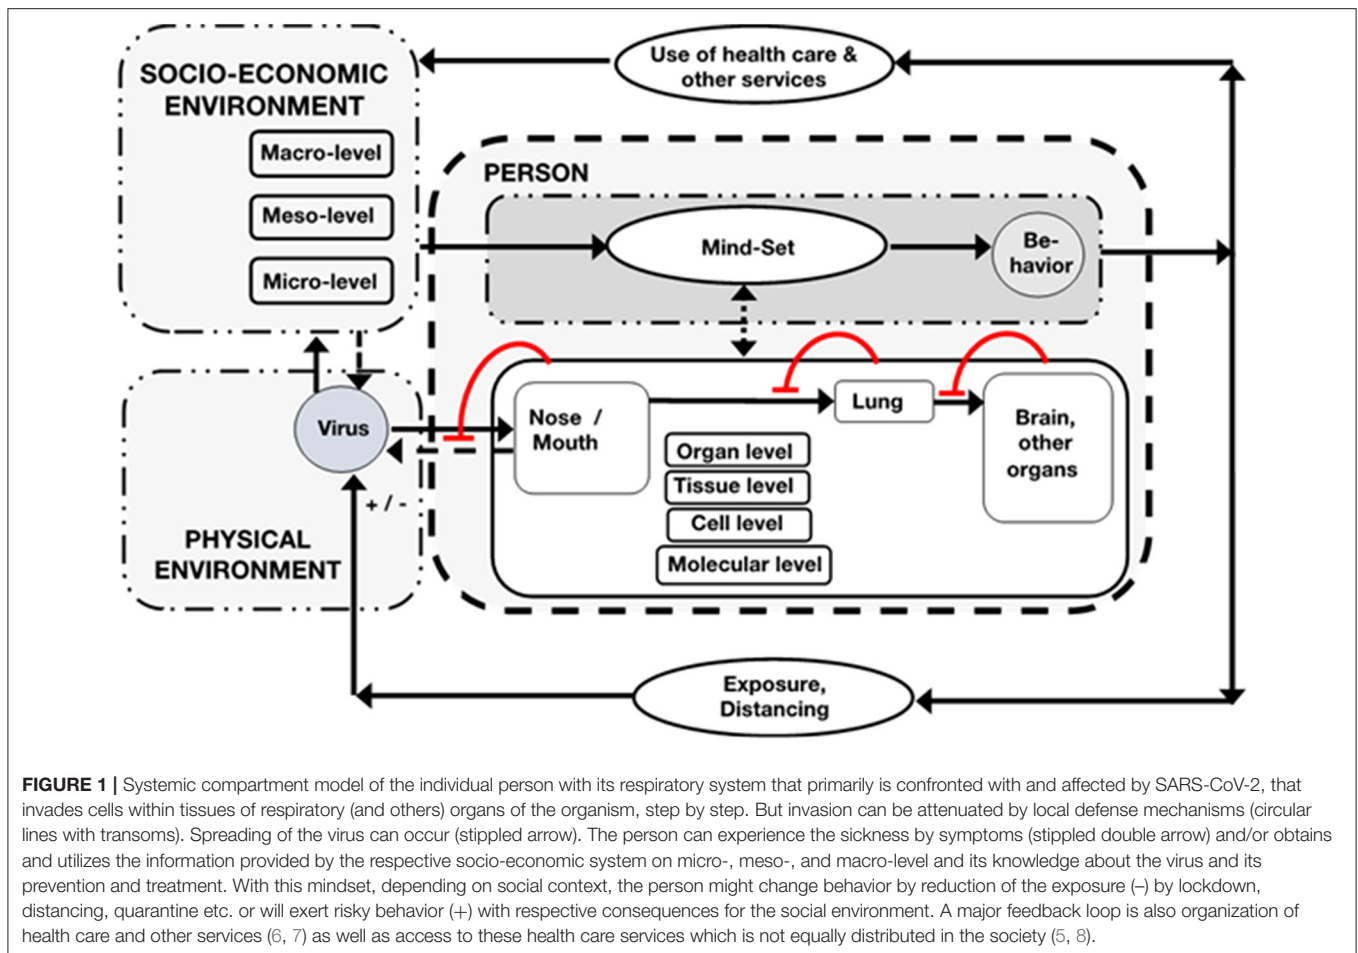 Use of health care &
other services
SOCIO-ECONOMIC
ENVIRONMENT
Macro-level
Meso-level
Micro-level
PERSON
Mind-Set
Be-
havior
Virus
+ / -
PHYSICAL
ENVIRONMENT
Nose /
Mouth
Lung
Brain,
other
organs
Organ level
Tissue level
Cell level
Molecular level
Exposure,
Distancing
FIGURE 1 | Systemic compartment model of the individual person with its respiratory system that primarily is confronted with and affected by SARS-CoV-2, that
invades cells within tissues of respiratory (and others) organs of the organism, step by step. But invasion can be attenuated by local defense mechanisms (circular
lines with transoms). Spreading of the virus can occur (stippled arrow). The person can experience the sickness by symptoms (stippled double arrow) and/or obtains
and utilizes the information provided by the respective socio-economic system on micro-, meso-, and macro-level and its knowledge about the virus and its
prevention and treatment. With this mindset, depending on social context, the person might change behavior by reduction of the exposure (–) by lockdown,
distancing, quarantine etc. or will exert risky behavior (+) with respective consequences for the social environment. A major feedback loop is also organization of
health care and other services (6, 7) as well as access to these health care services which is not equally distributed in the society (5, 8).